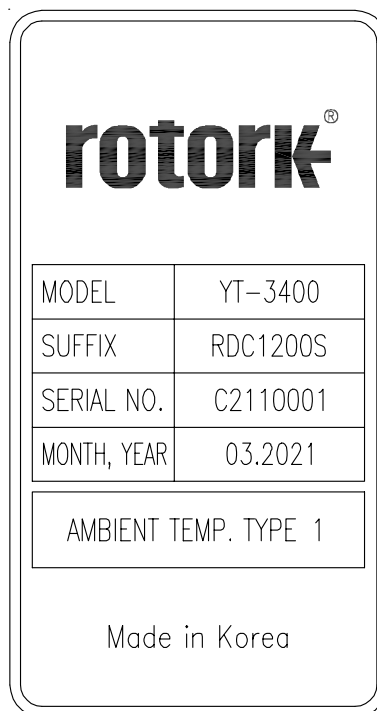 rotork®
MODEL YT-3400
SUFFIX RDC1200S
SERIAL NO. C2110001
MONTH, YEAR 03.2021
AMBIENT TEMP. TYPE 1
Made in Korea